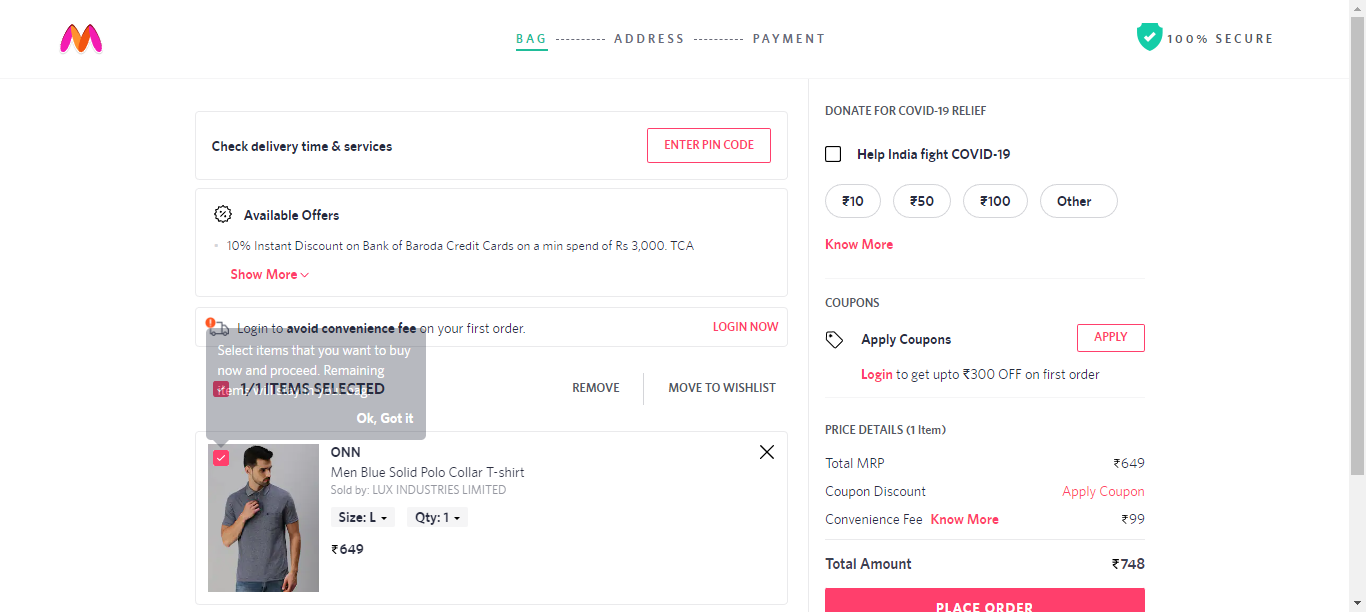 BAG ---------- ADDRESS ---------- PAYMENT
100% SECURE
Check delivery time & services
ENTER PIN CODE
Available Offers
10% Instant Discount on Bank of Baroda Credit Cards on a min spend of Rs 3,000. TCA
Show More
Login to avoid convenience fee on your first order.
LOGIN NOW
Select items that you want to buy
now and proceed. Remaining
items will stay in your bag.
Ok, Got it
1/1 ITEMS SELECTED
REMOVE
MOVE TO WISHLIST
ONN
Men Blue Solid Polo Collar T-shirt
Sold by: LUX INDUSTRIES LIMITED
Size: L
Qty: 1
₹649
DONATE FOR COVID-19 RELIEF
Help India fight COVID-19
₹10
₹50
₹100
Other
Know More
COUPONS
Apply Coupons
APPLY
Login to get upto ₹300 OFF on first order
PRICE DETAILS (1 Item)
Total MRP ₹649
Coupon Discount Apply Coupon
Convenience Fee Know More ₹99
Total Amount ₹748
PLACE ORDER